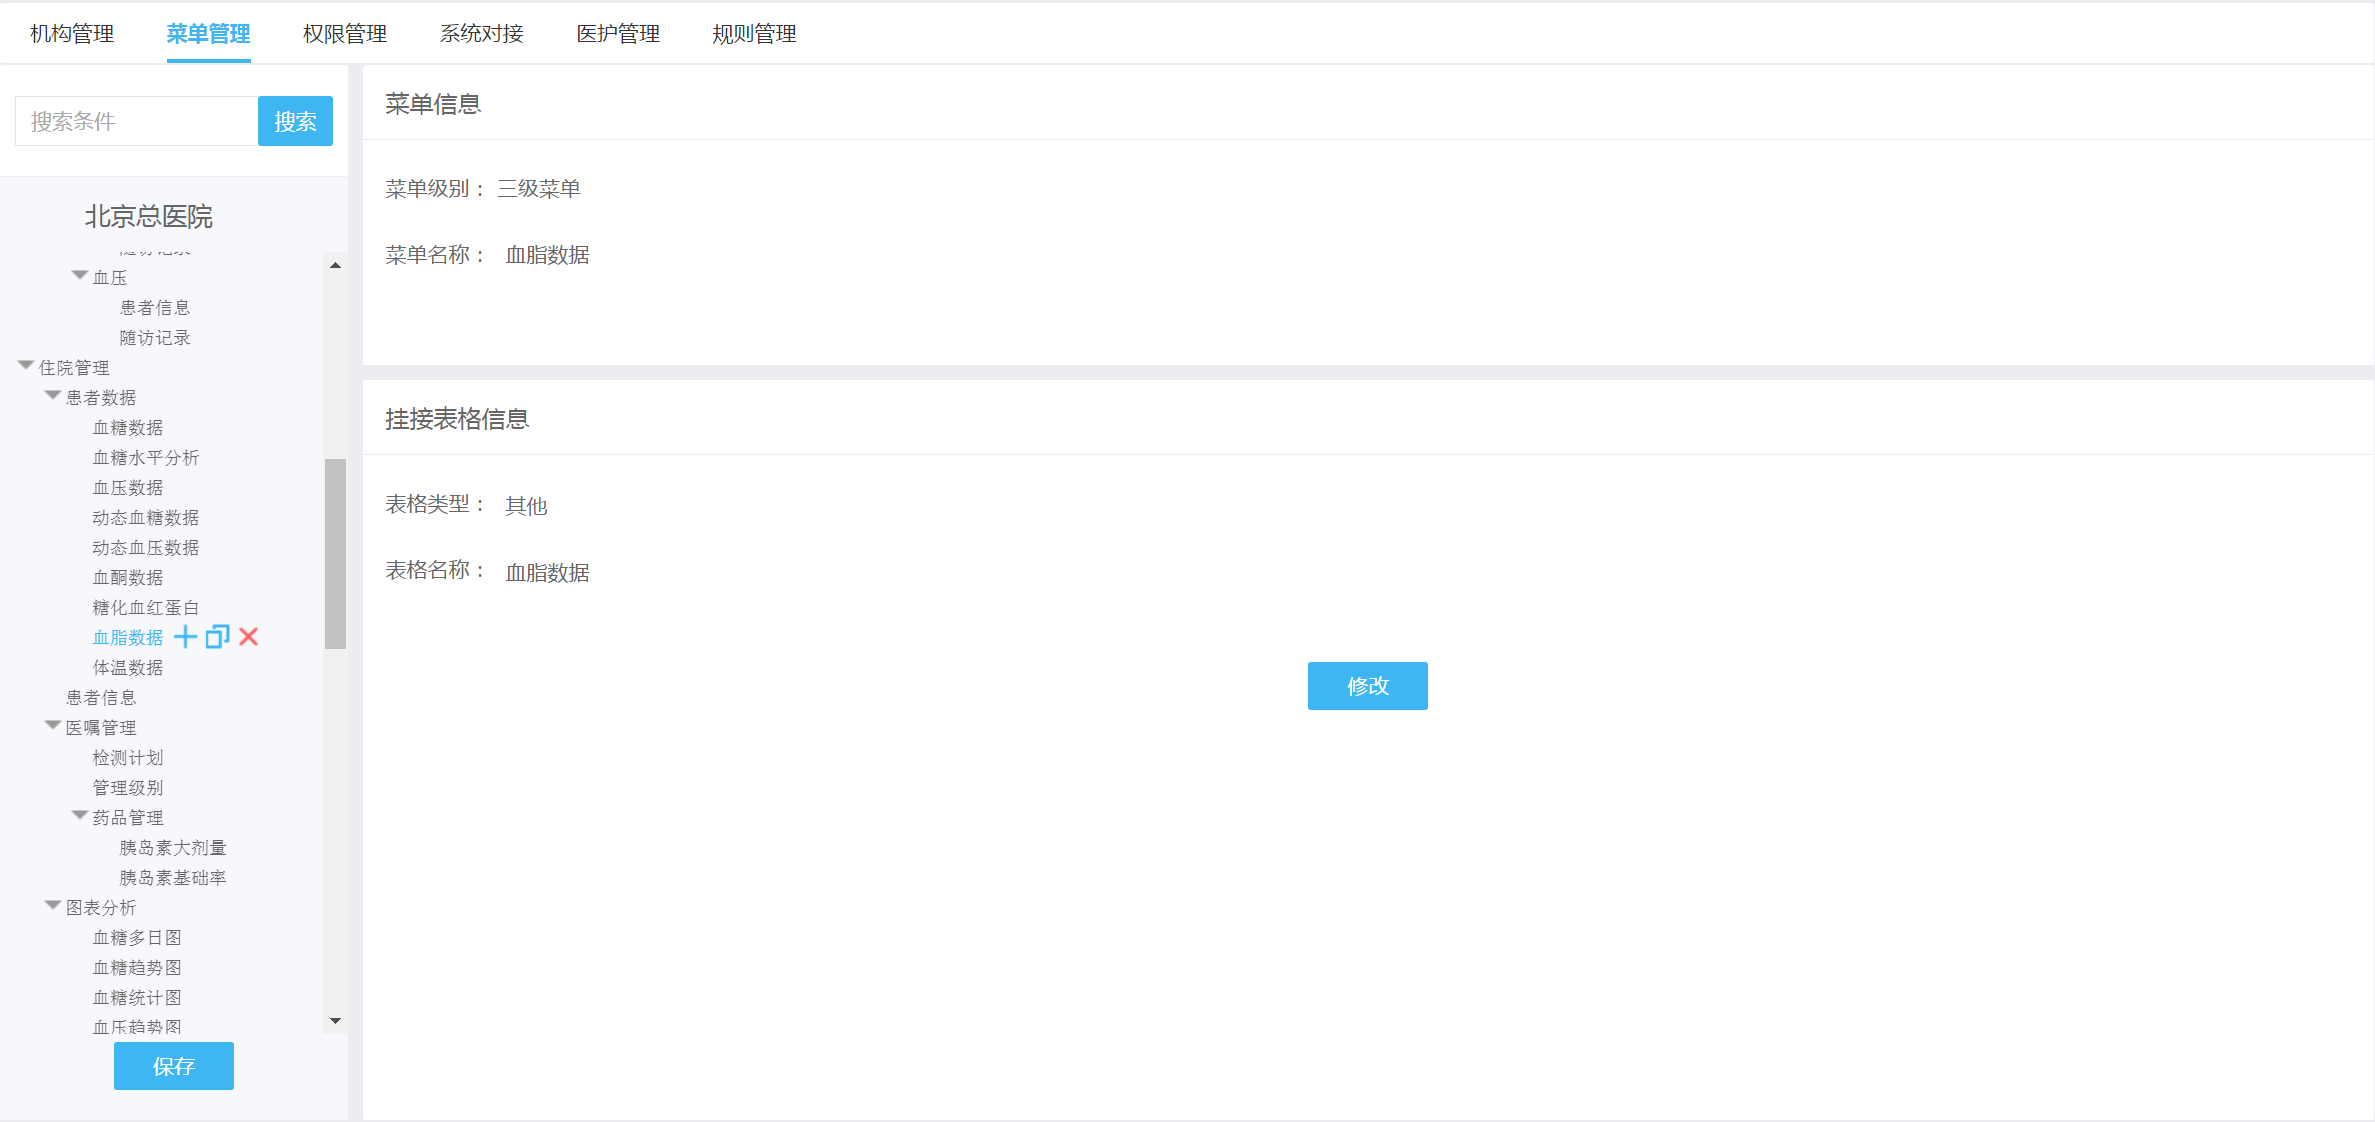 机构管理 菜单管理 权限管理 系统对接 医护管理 规则管理
搜索条件 搜索
北京总医院
随访记录
血压
患者信息
随访记录
住院管理
患者数据
血糖数据
血糖水平分析
血压数据
动态血糖数据
动态血压数据
血酮数据
糖化血红蛋白
血脂数据
体温数据
患者信息
医嘱管理
检测计划
管理级别
药品管理
胰岛素大剂量
胰岛素基础率
图表分析
血糖多日图
血糖趋势图
血糖统计图
血压趋势图
保存
菜单信息
菜单级别： 三级菜单
菜单名称： 血脂数据
挂接表格信息
表格类型： 其他
表格名称： 血脂数据
修改